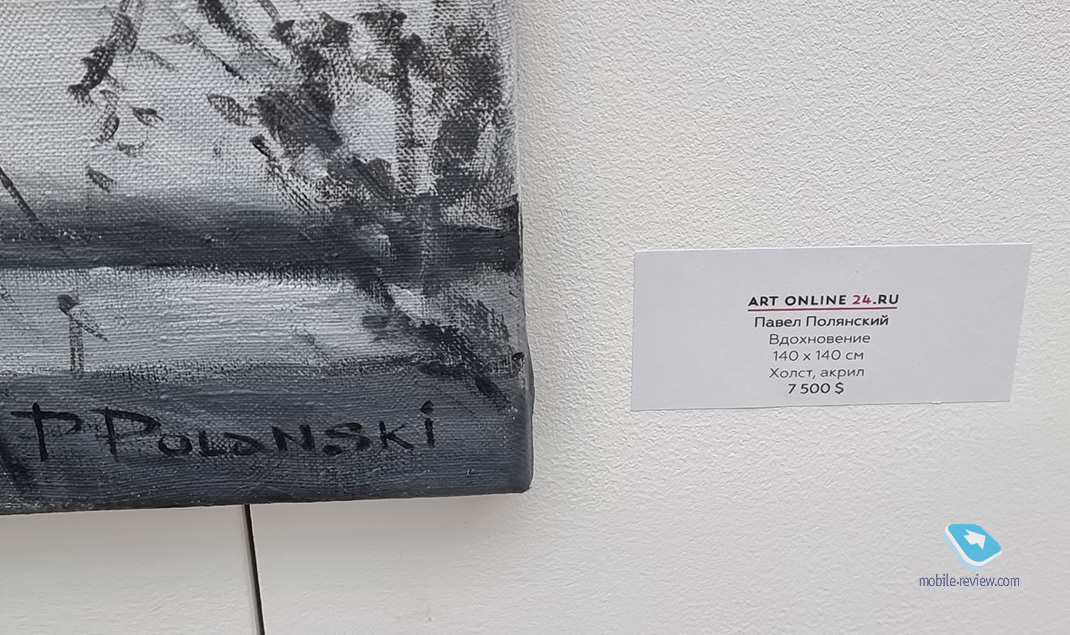 P POLANSKI
ART ONLINE 24.RU
Павел Полянский
Вдохновение
140 x 140 см
Холст, акрил
7 500 $
mobile-review.com